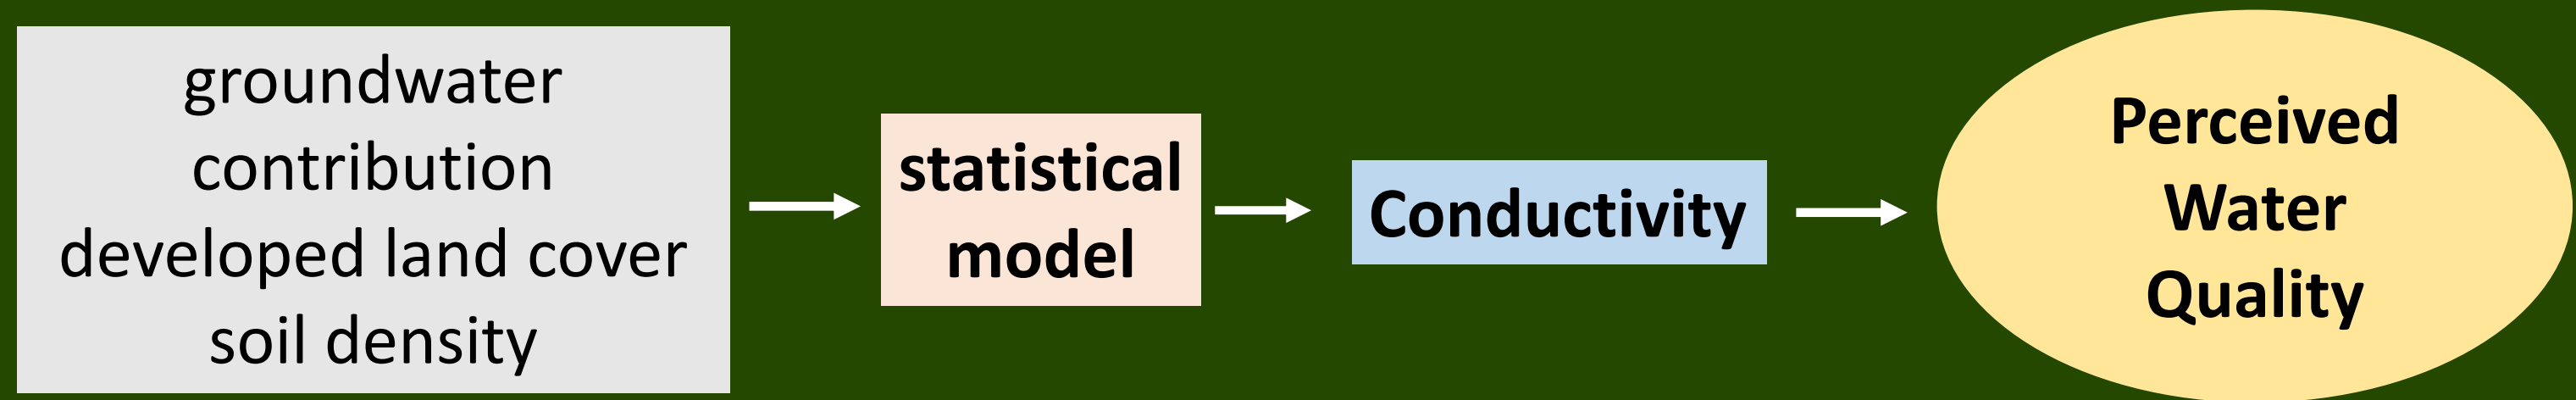 groundwater
contribution
developed land cover
soil density
statistical
model
Conductivity
Perceived
Water
Quality